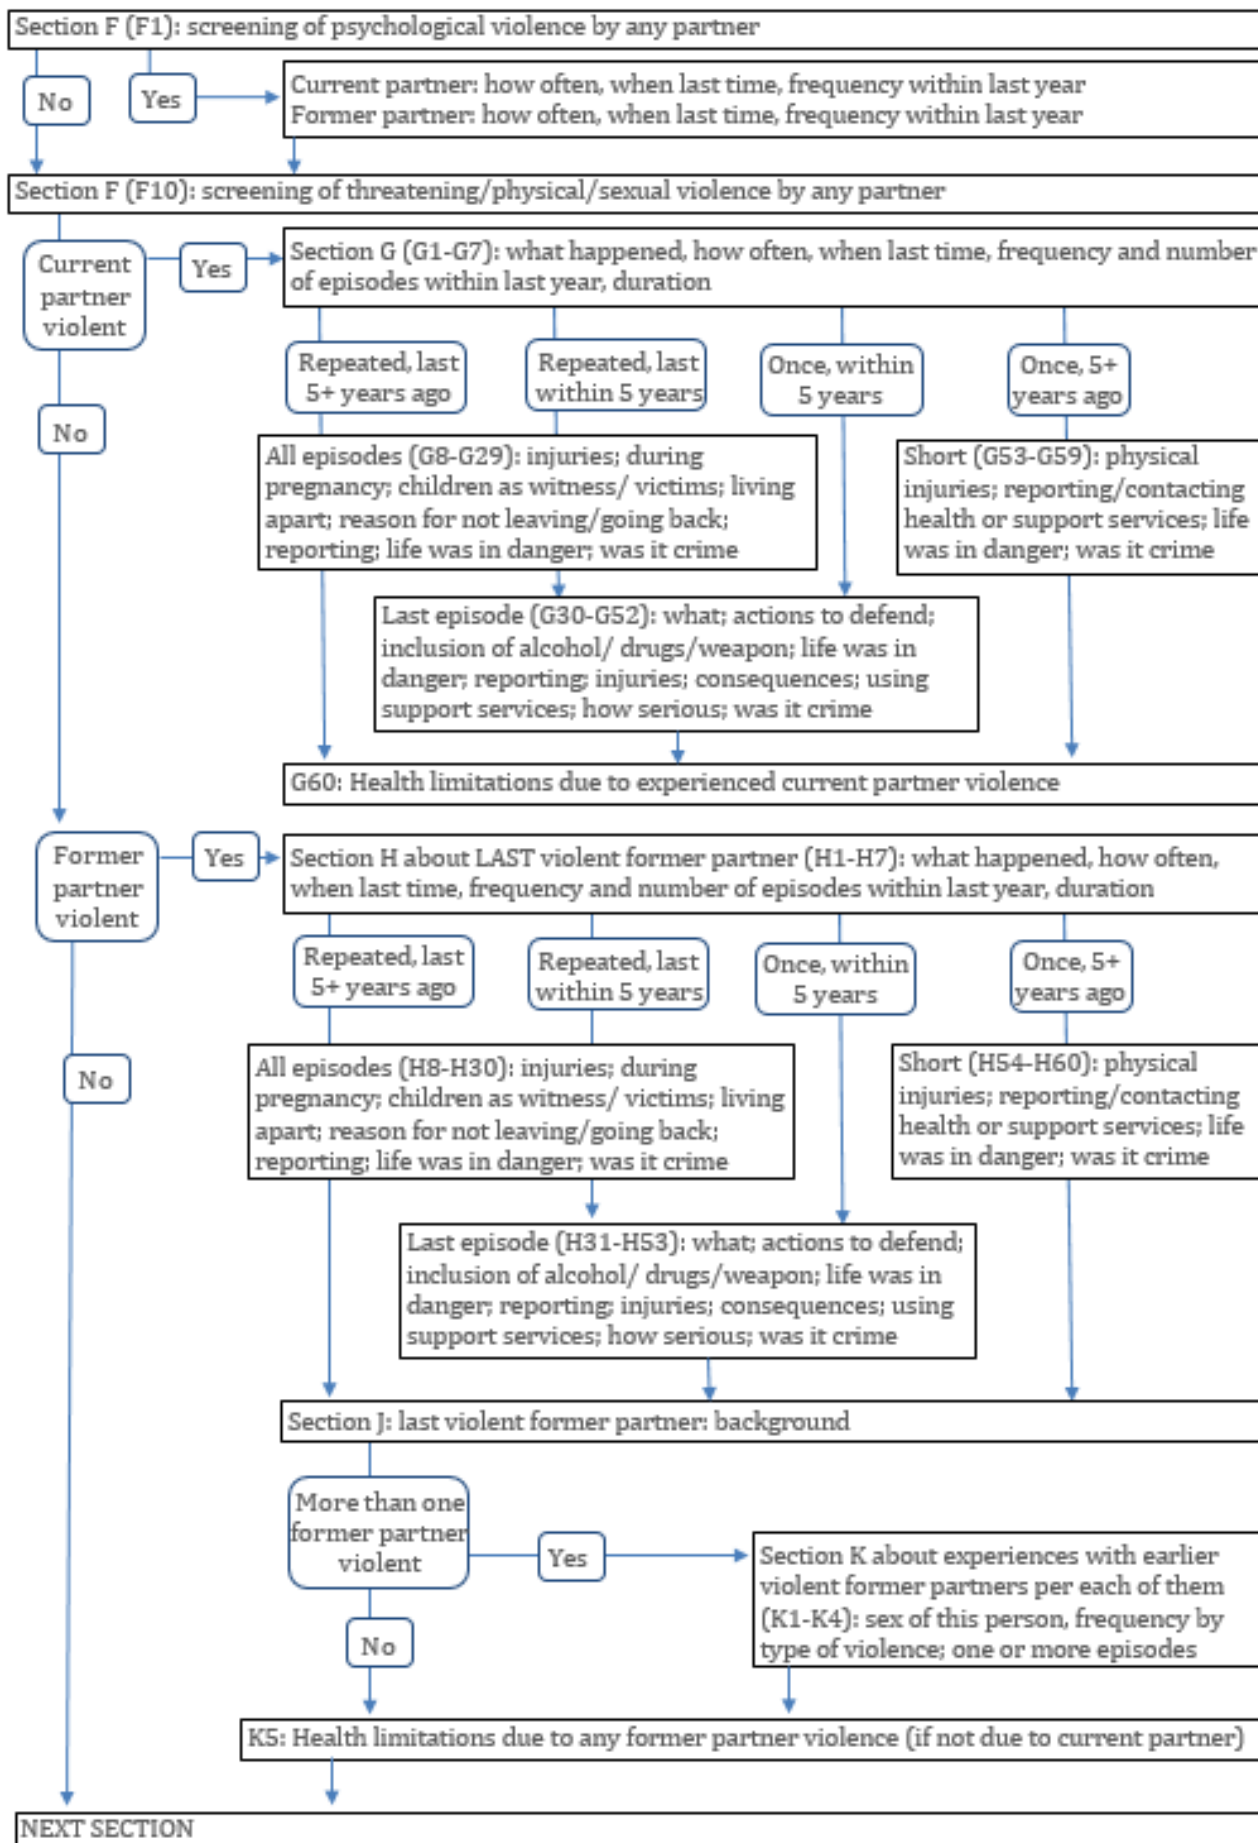 Section F (F1): screening of psychological violence by any partner
No
Yes
Current partner: how often, when last time, frequency within last year
Former partner: how often, when last time, frequency within last year
Section F (F10): screening of threatening/physical/sexual violence by any partner
Current
partner
violent
Yes
Section G (G1-G7): what happened, how often, when last time, frequency and number
of episodes within last year, duration
No
Repeated, last
5+ years ago
Repeated, last
within 5 years
Once, within
5 years
Once, 5+
years ago
All episodes (G8-G29): injuries; during
pregnancy; children as witness/ victims; living
apart; reason for not leaving/going back;
reporting; life was in danger; was it crime
Short (G53-G59): physical
injuries; reporting/contacting
health or support services; life
was in danger; was it crime
Last episode (G30-G52): what; actions to defend;
inclusion of alcohol/ drugs/weapon; life was in
danger; reporting; injuries; consequences; using
support services; how serious; was it crime
G60: Health limitations due to experienced current partner violence
Former
partner
violent
Yes
Section H about LAST violent former partner (H1-H7): what happened, how often,
when last time, frequency and number of episodes within last year, duration
No
Repeated, last
5+ years ago
Repeated, last
within 5 years
Once, within
5 years
Once, 5+
years ago
All episodes (H8-H30): injuries; during
pregnancy; children as witness/ victims; living
apart; reason for not leaving/going back;
reporting; life was in danger; was it crime
Short (H54-H60): physical
injuries; reporting/contacting
health or support services; life
was in danger; was it crime
Last episode (H31-H53): what; actions to defend;
inclusion of alcohol/ drugs/weapon; life was in
danger; reporting; injuries; consequences; using
support services; how serious; was it crime
Section J: last violent former partner: background
More than one
former partner
violent
Yes
Section K about experiences with earlier
violent former partners per each of them
(K1-K4): sex of this person, frequency by
type of violence; one or more episodes
No
K5: Health limitations due to any former partner violence (if not due to current partner)
NEXT SECTION